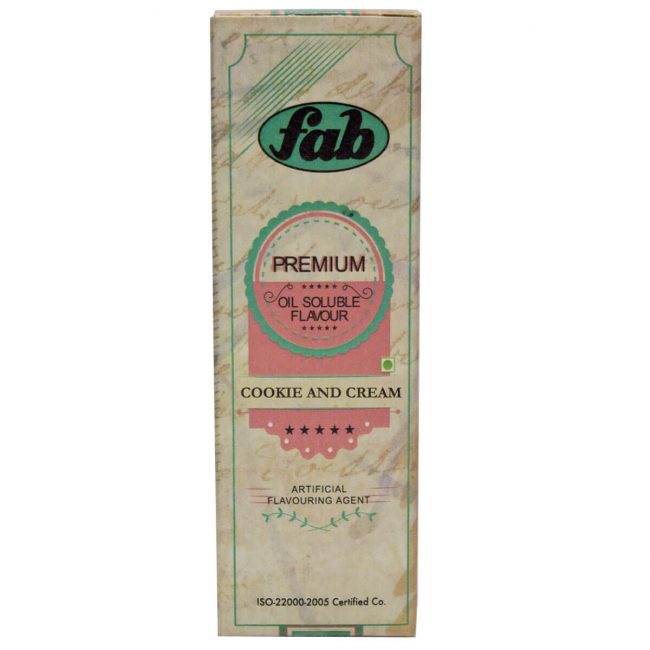 fab
PREMIUM
OIL SOLUBLE
FLAVOUR
COOKIE AND CREAM
ARTIFICIAL
FLAVOURING AGENT
ISO-22000-2005 Certified Co.